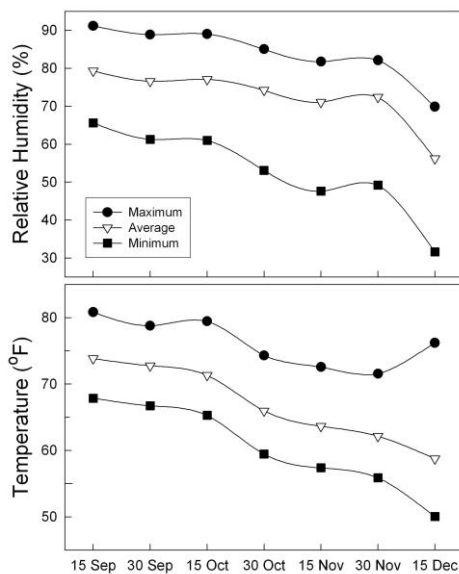 Relative Humidity (%)
90
80
70
60
50
40
30
Maximum
Average
Minimum
Temperature (°F)
80
70
60
50
15 Sep 30 Sep 15 Oct 30 Oct 15 Nov 30 Nov 15 Dec